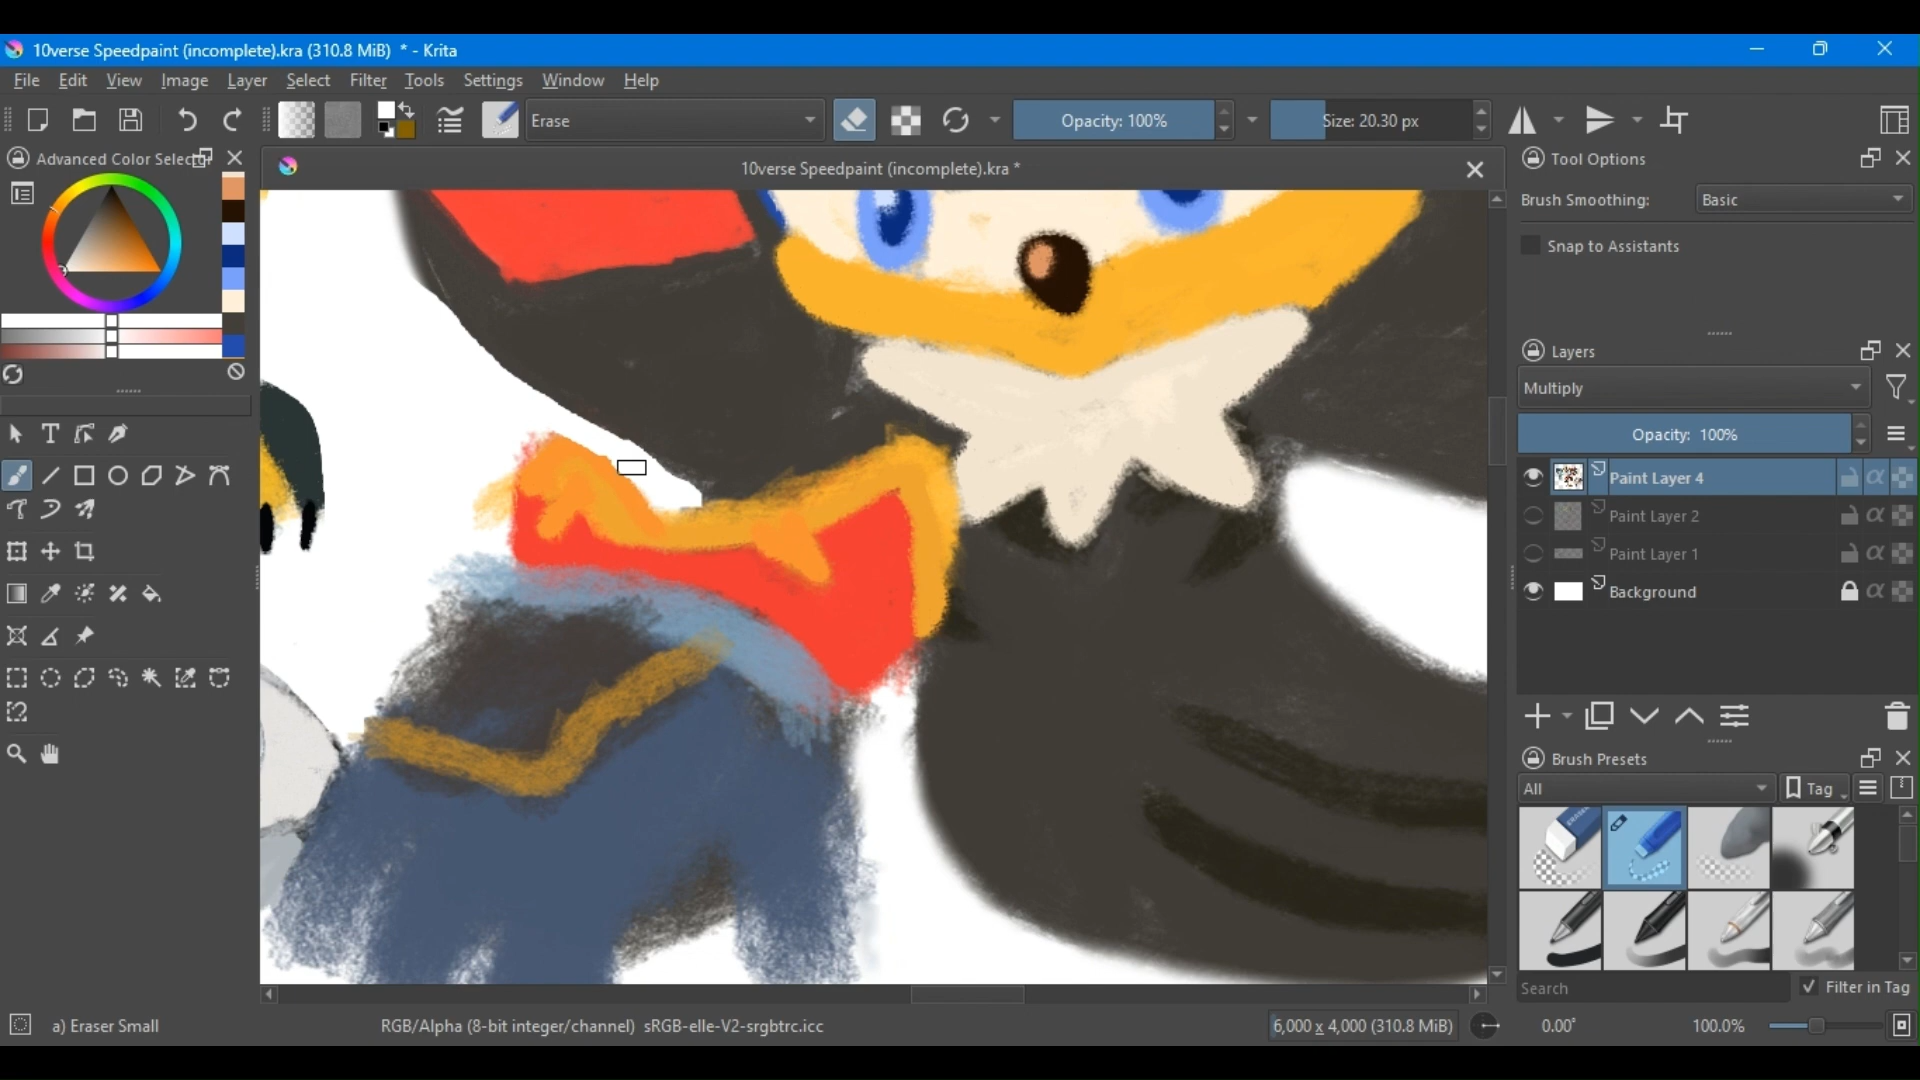 10verse Speedpaint (incomplete).kra (310.8 MiB) * - Krita
File Edit View Image Layer Select Filter Tools Settings Window Help
Erase
Opacity: 100%
Size: 20.30 px
Advanced Color Selec
10verse Speedpaint (incomplete).kra *
Tool Options
Brush Smoothing: Basic
Snap to Assistants
Layers
Multiply
Opacity: 100%
Paint Layer 4
Paint Layer 2
Paint Layer 1
Background
Brush Presets
All
Tag
Search
Filter in Tag
a) Eraser Small
RGB/Alpha (8-bit integer/channel) sRGB-elle-V2-srgbtrc.icc
6,000 x 4,000 (310.8 MiB)
0.00°
100.0%